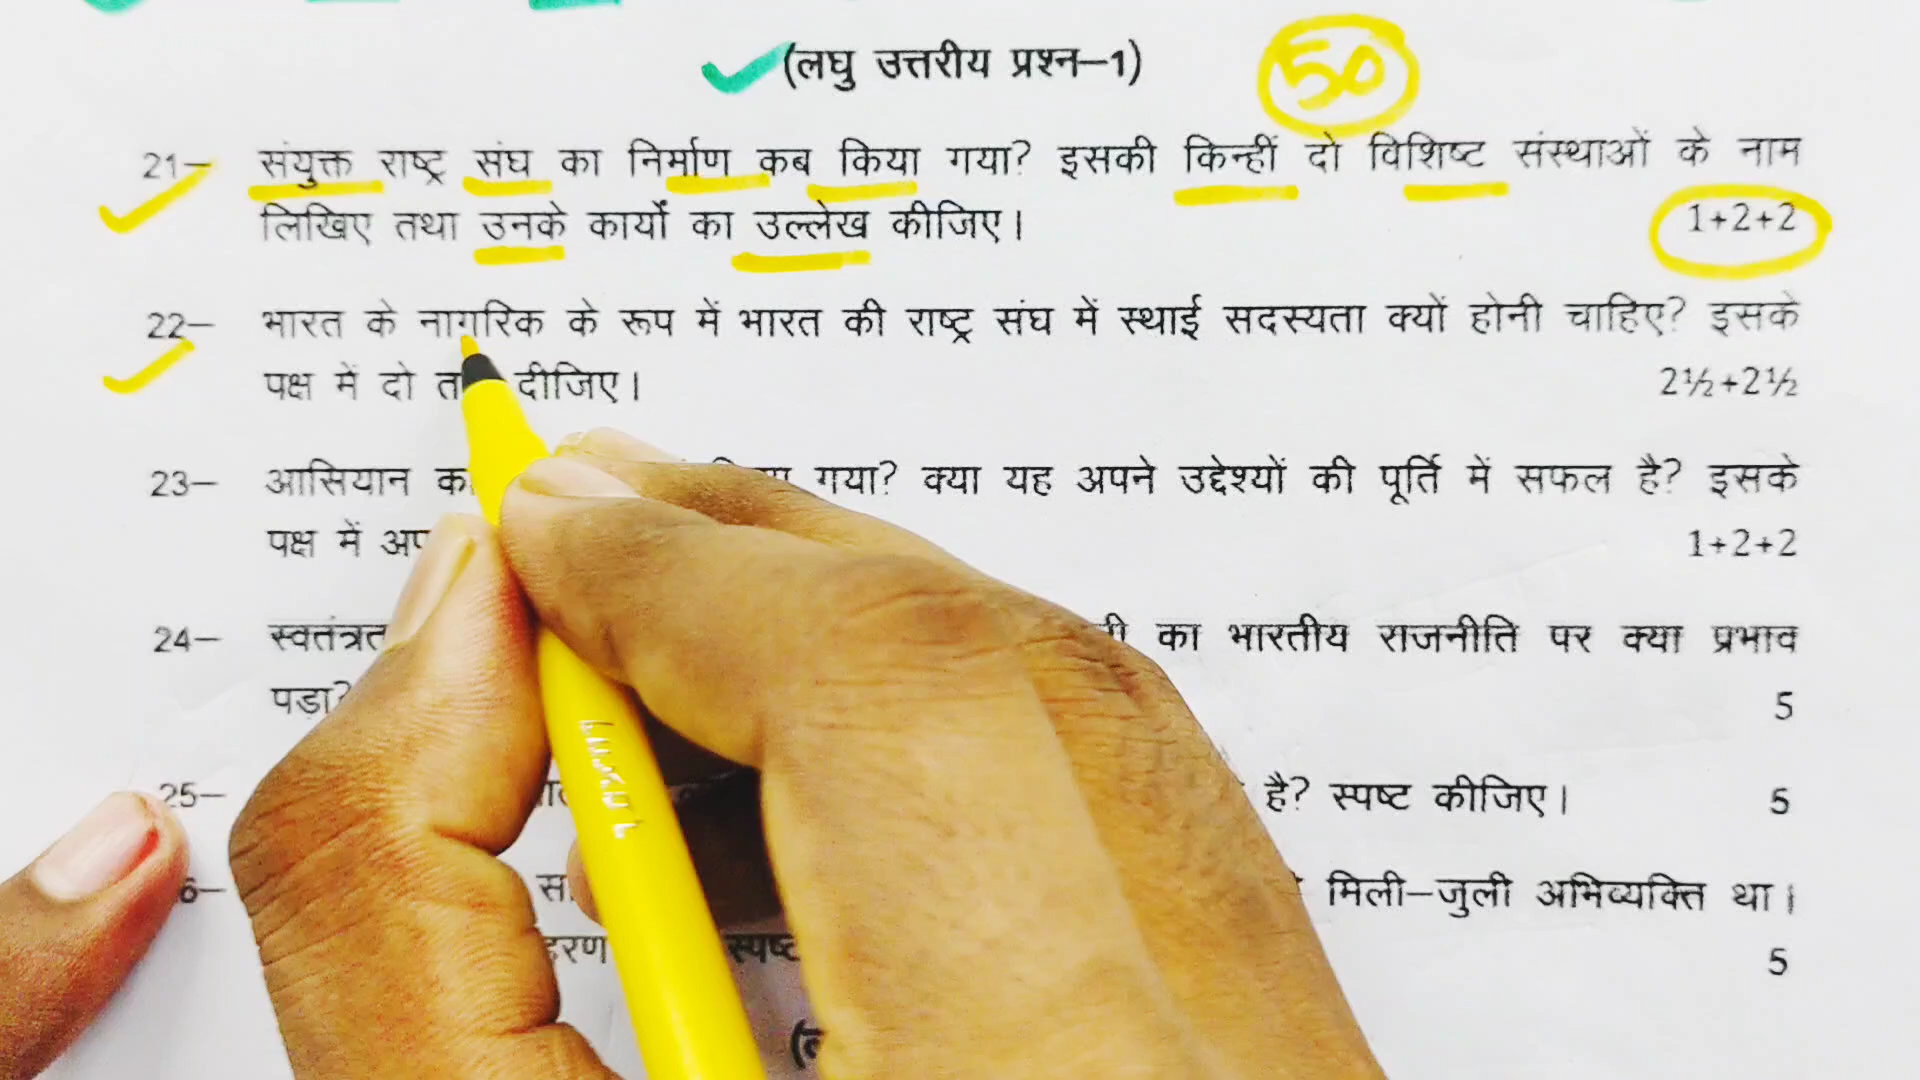 (लघु उत्तरीय प्रश्न–1)
50
21– संयुक्त राष्ट्र संघ का निर्माण कब किया गया? इसकी किन्हीं दो विशिष्ट संस्थाओं के नाम
लिखिए तथा उनके कार्यों का उल्लेख कीजिए। 1+2+2
22– भारत के नागरिक के रूप में भारत की राष्ट्र संघ में स्थाई सदस्यता क्यों होनी चाहिए? इसके
पक्ष में दो दीजिए। 2½+2½
23– आसियान गया? क्या यह अपने उद्देश्यों की पूर्ति में सफल है? इसके
पक्ष में 1+2+2
24– का भारतीय राजनीति पर क्या प्रभाव
पड़ा? 5
25– है? स्पष्ट कीजिए। 5
मिली–जुली अभिव्यक्ति था।
5